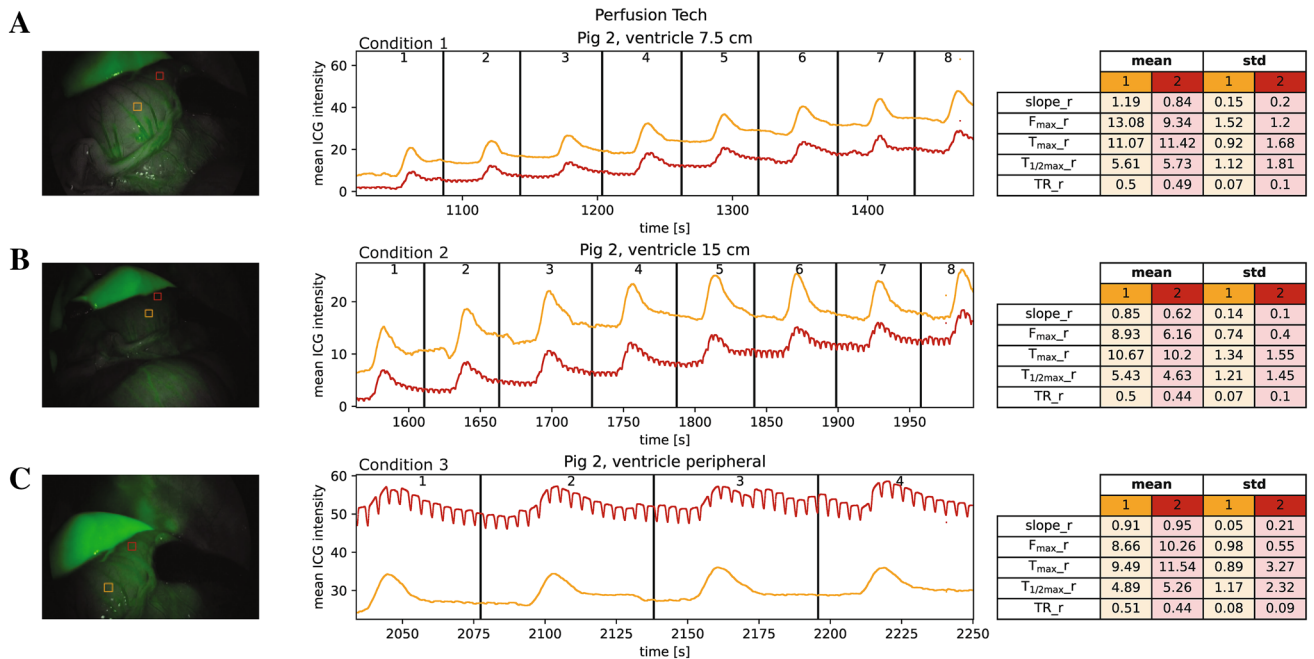 Perfusion Tech
A
Condition 1
Pig 2, ventricle 7.5 cm
1 2 3 4 5 6 7 8
mean ICG intensity
60
40
20
0
1100 1200 1300 1400
time [s]
mean std
1 2 1 2
slope_r 1.19 0.84 0.15 0.2
Fmax_r 13.08 9.34 1.52 1.2
Tmax_r 11.07 11.42 0.92 1.68
T1/2max_r 5.61 5.73 1.12 1.81
TR_r 0.5 0.49 0.07 0.1
B
Condition 2
Pig 2, ventricle 15 cm
1 2 3 4 5 6 7 8
mean ICG intensity
20
10
0
1600 1650 1700 1750 1800 1850 1900 1950
time [s]
mean std
1 2 1 2
slope_r 0.85 0.62 0.14 0.1
Fmax_r 8.93 6.16 0.74 0.4
Tmax_r 10.67 10.2 1.34 1.55
T1/2max_r 5.43 4.63 1.21 1.45
TR_r 0.5 0.44 0.07 0.1
C
Condition 3
Pig 2, ventricle peripheral
1 2 3 4
mean ICG intensity
60
50
40
30
2050 2075 2100 2125 2150 2175 2200 2225 2250
time [s]
mean std
1 2 1 2
slope_r 0.91 0.95 0.05 0.21
Fmax_r 8.66 10.26 0.98 0.55
Tmax_r 9.49 11.54 0.89 3.27
T1/2max_r 4.89 5.26 1.17 2.32
TR_r 0.51 0.44 0.08 0.09